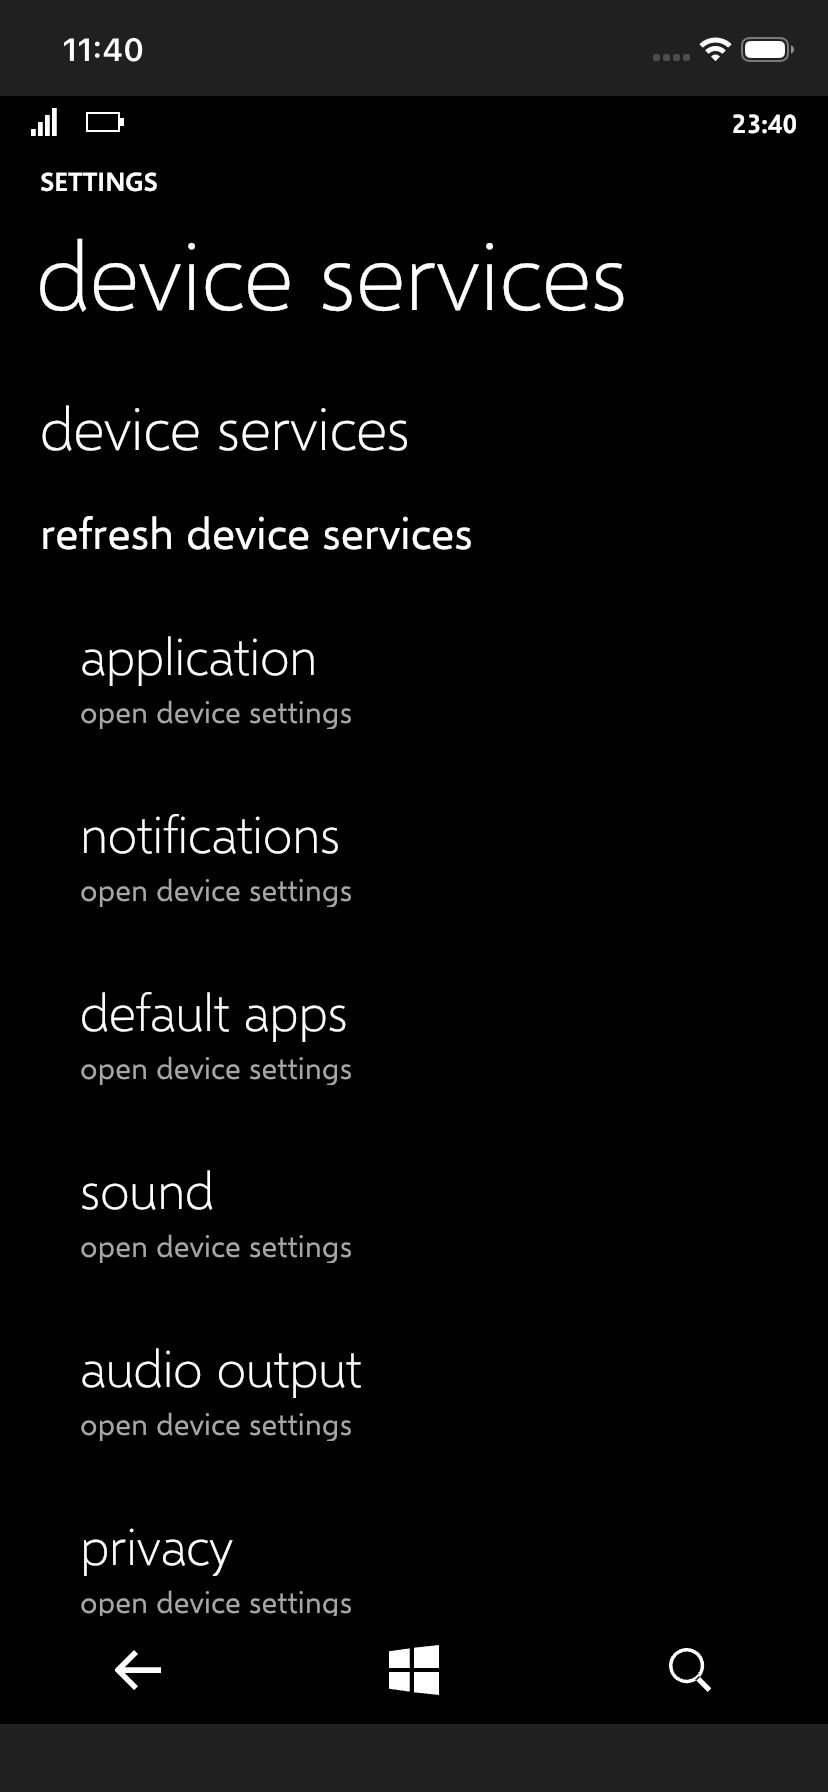 11:40
23:40
SETTINGS
device services
device services
refresh device services
application
open device settings
notifications
open device settings
default apps
open device settings
sound
open device settings
audio output
open device settings
privacy
open device settings